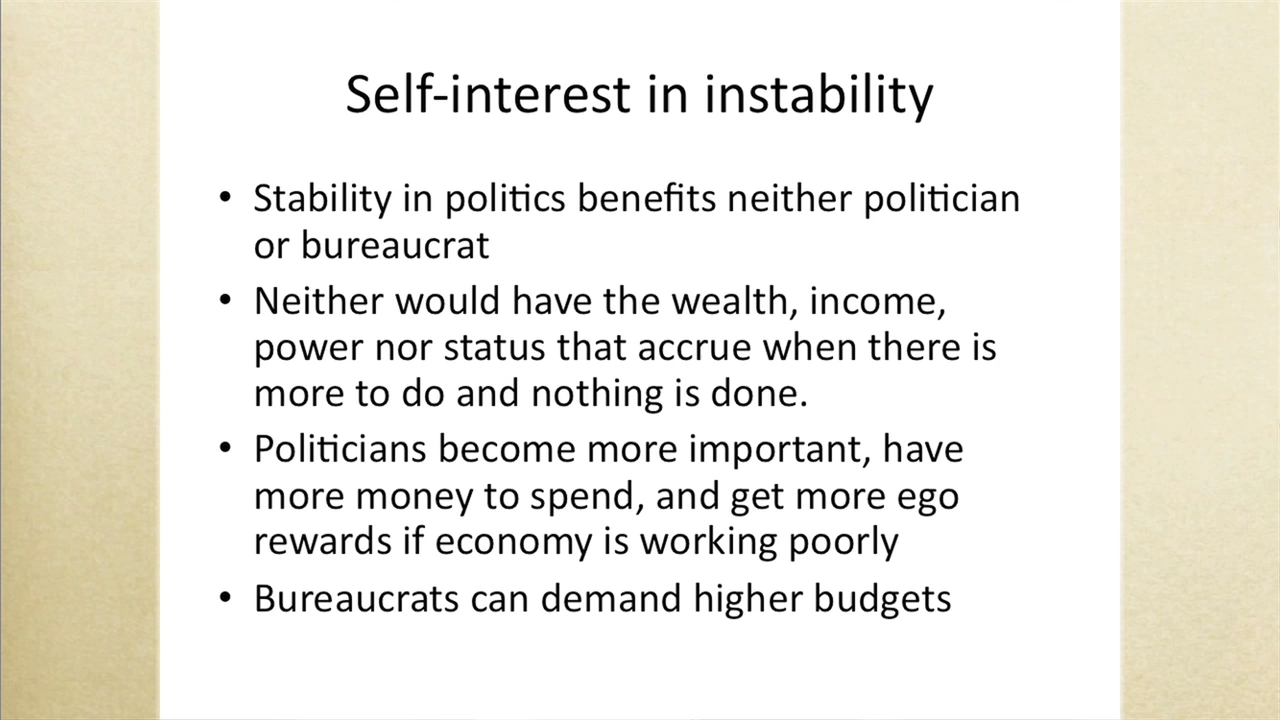 Self-interest in instability
• Stability in politics benefits neither politician
or bureaucrat
• Neither would have the wealth, income,
power nor status that accrue when there is
more to do and nothing is done.
• Politicians become more important, have
more money to spend, and get more ego
rewards if economy is working poorly
• Bureaucrats can demand higher budgets